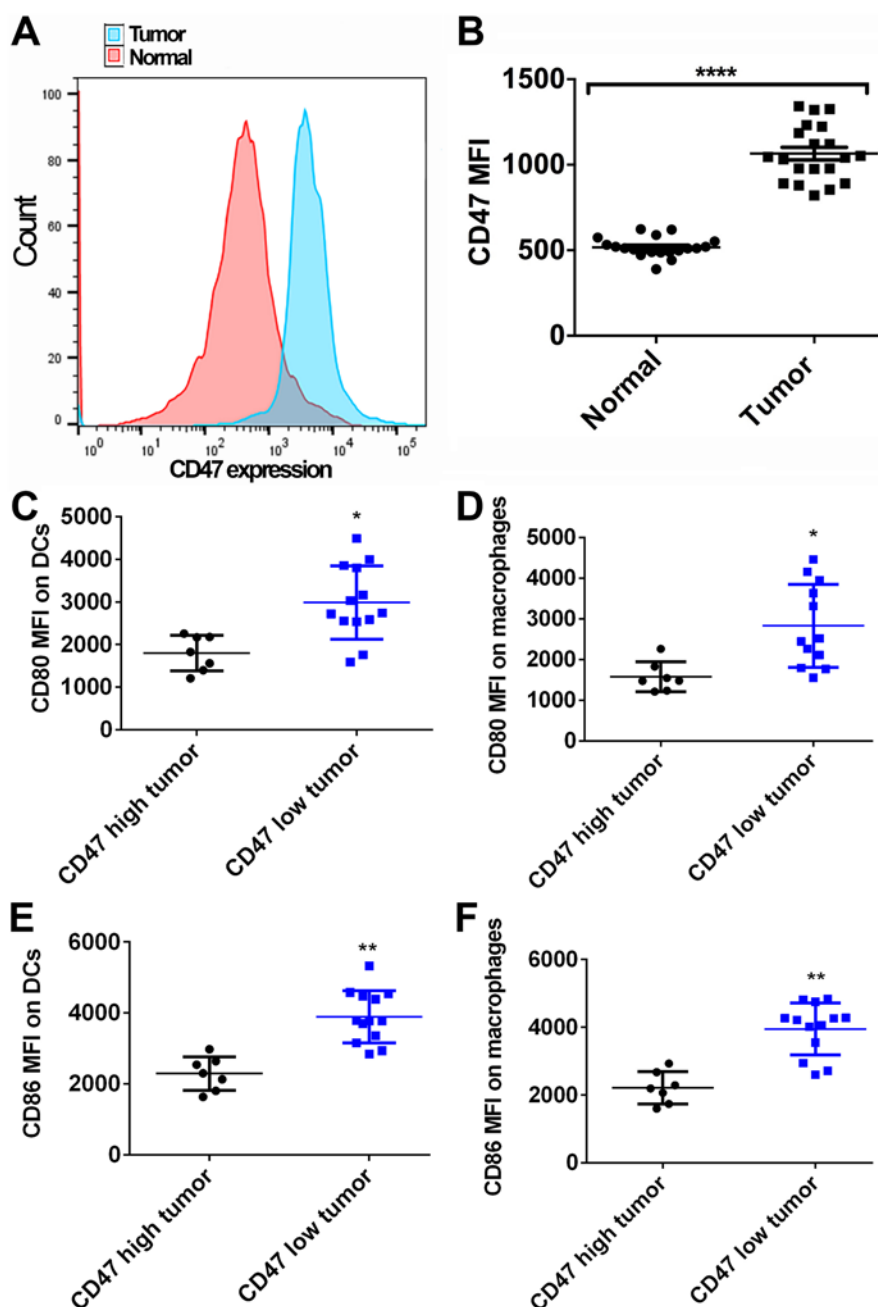 A
Tumor
Normal
100
80
60
40
20
0
Count
10^0 10^1 10^2 10^3 10^4 10^5
CD47 expression
B
****
1500
1000
500
0
CD47 MFI
Normal
Tumor
C
*
5000
4000
3000
2000
1000
0
CD80 MFI on DCs
CD47 high tumor
CD47 low tumor
D
*
5000
4000
3000
2000
1000
0
CD80 MFI on macrophages
CD47 high tumor
CD47 low tumor
E
**
6000
4000
2000
0
CD86 MFI on DCs
CD47 high tumor
CD47 low tumor
F
**
6000
4000
2000
0
CD86 MFI on macrophages
CD47 high tumor
CD47 low tumor